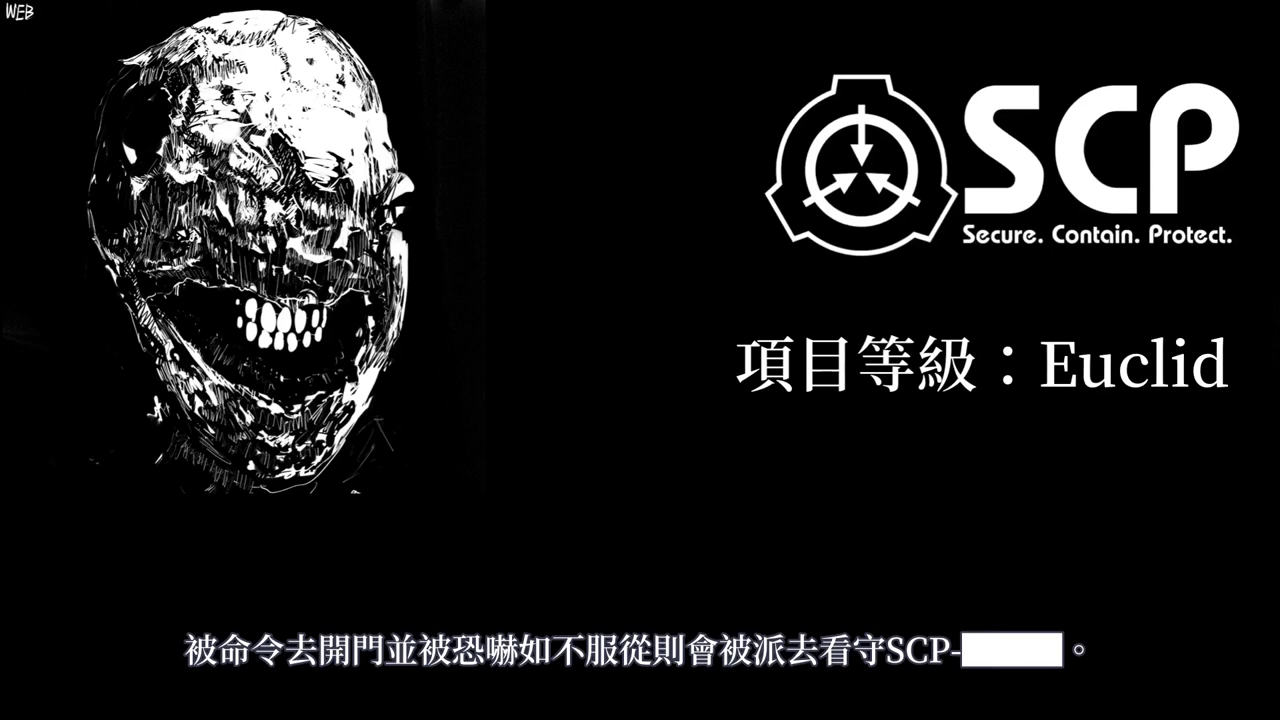 WEB
SCP
Secure. Contain. Protect.
項目等級：Euclid
被命令去開門並被恐嚇如不服從則會被派去看守SCP-。